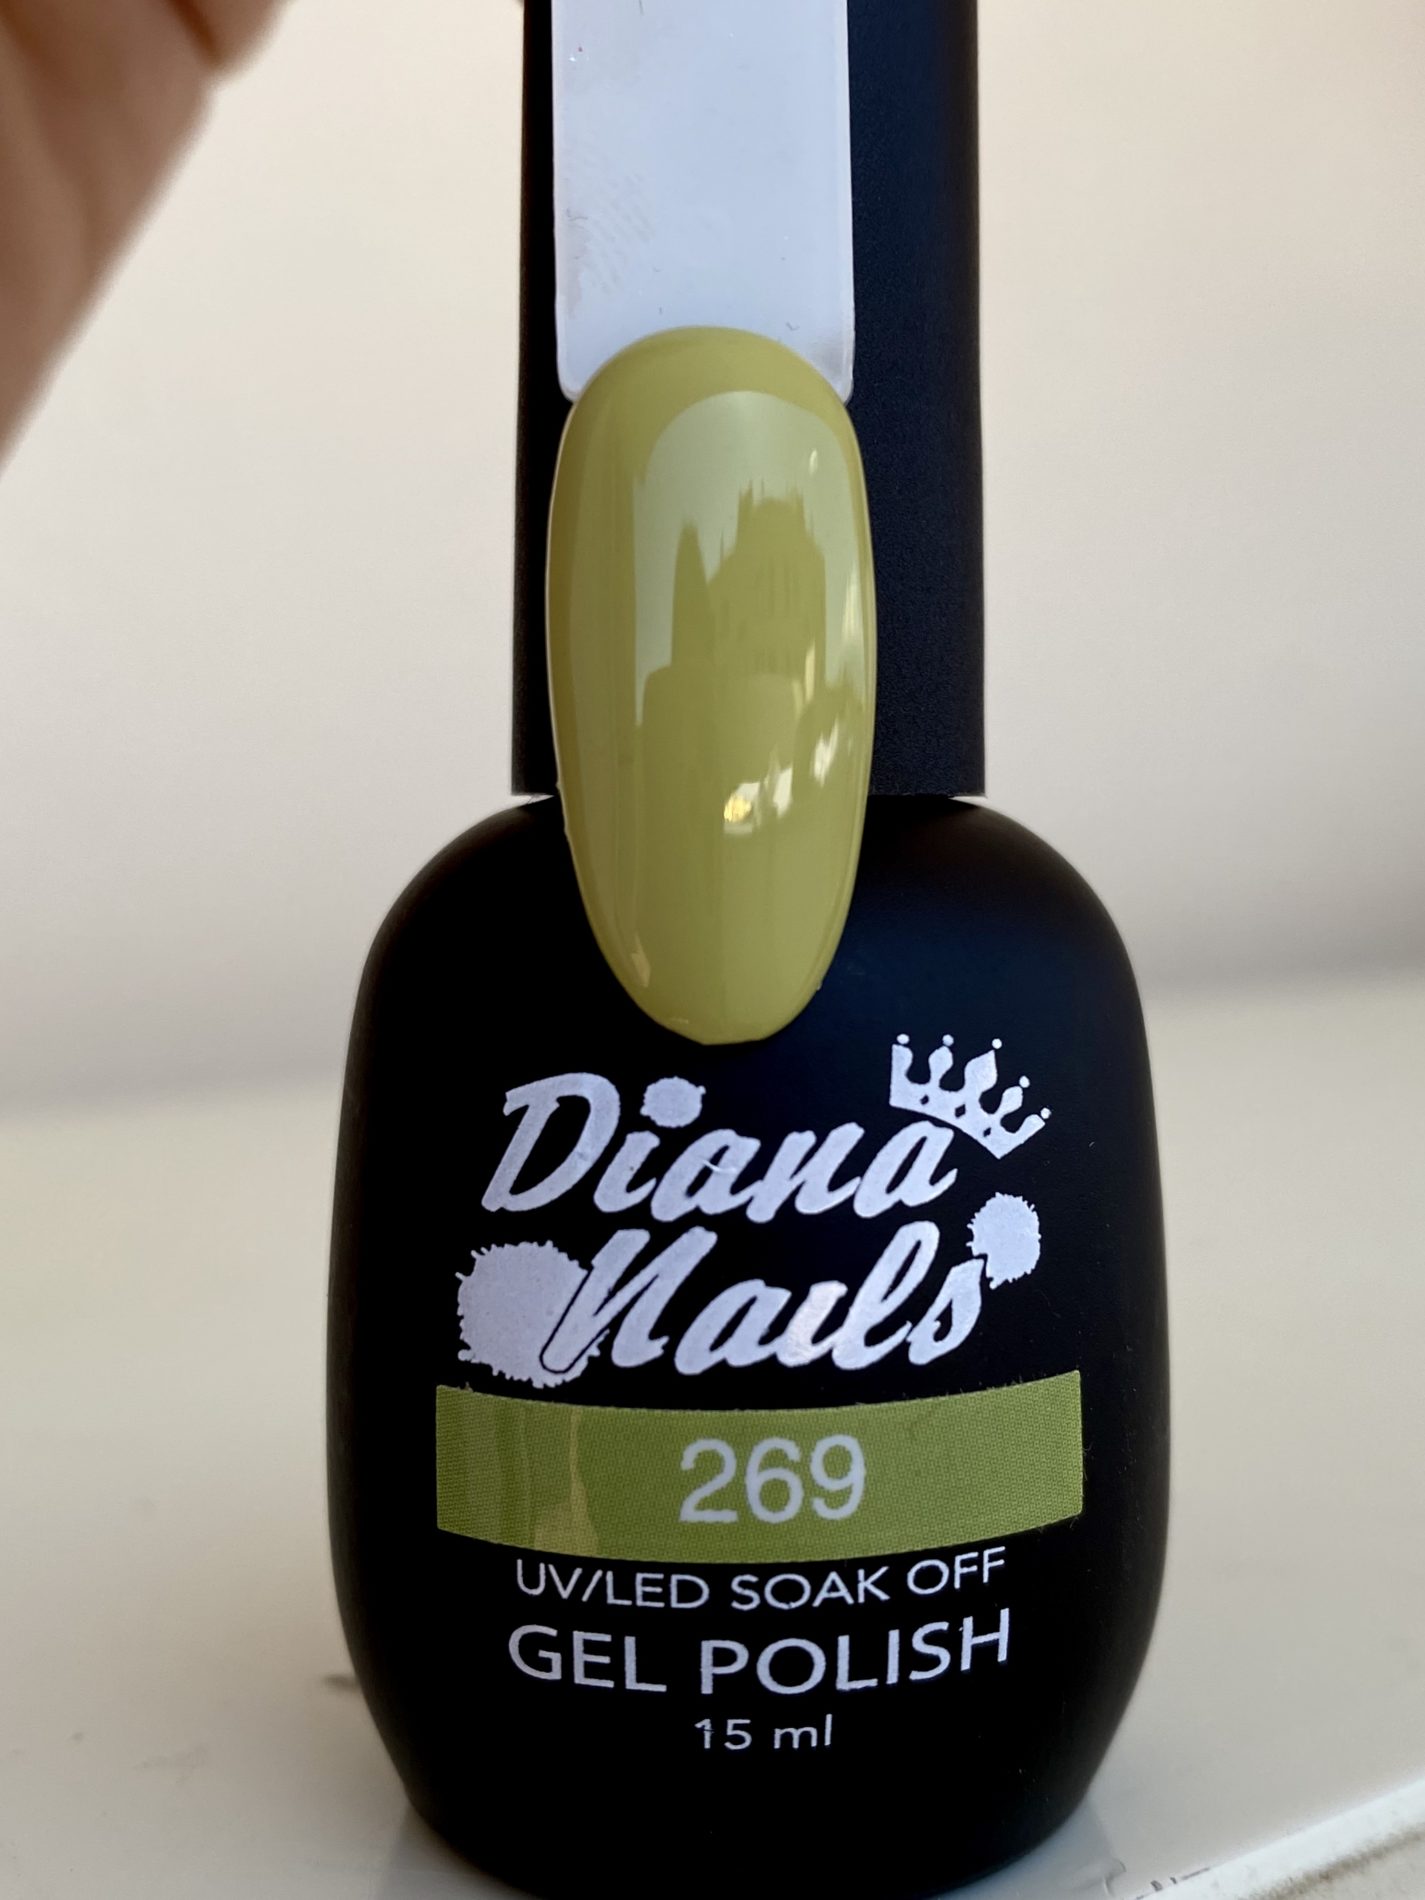 Diana
Nails
269
UV/LED SOAK OFF
GEL POLISH
15 ml